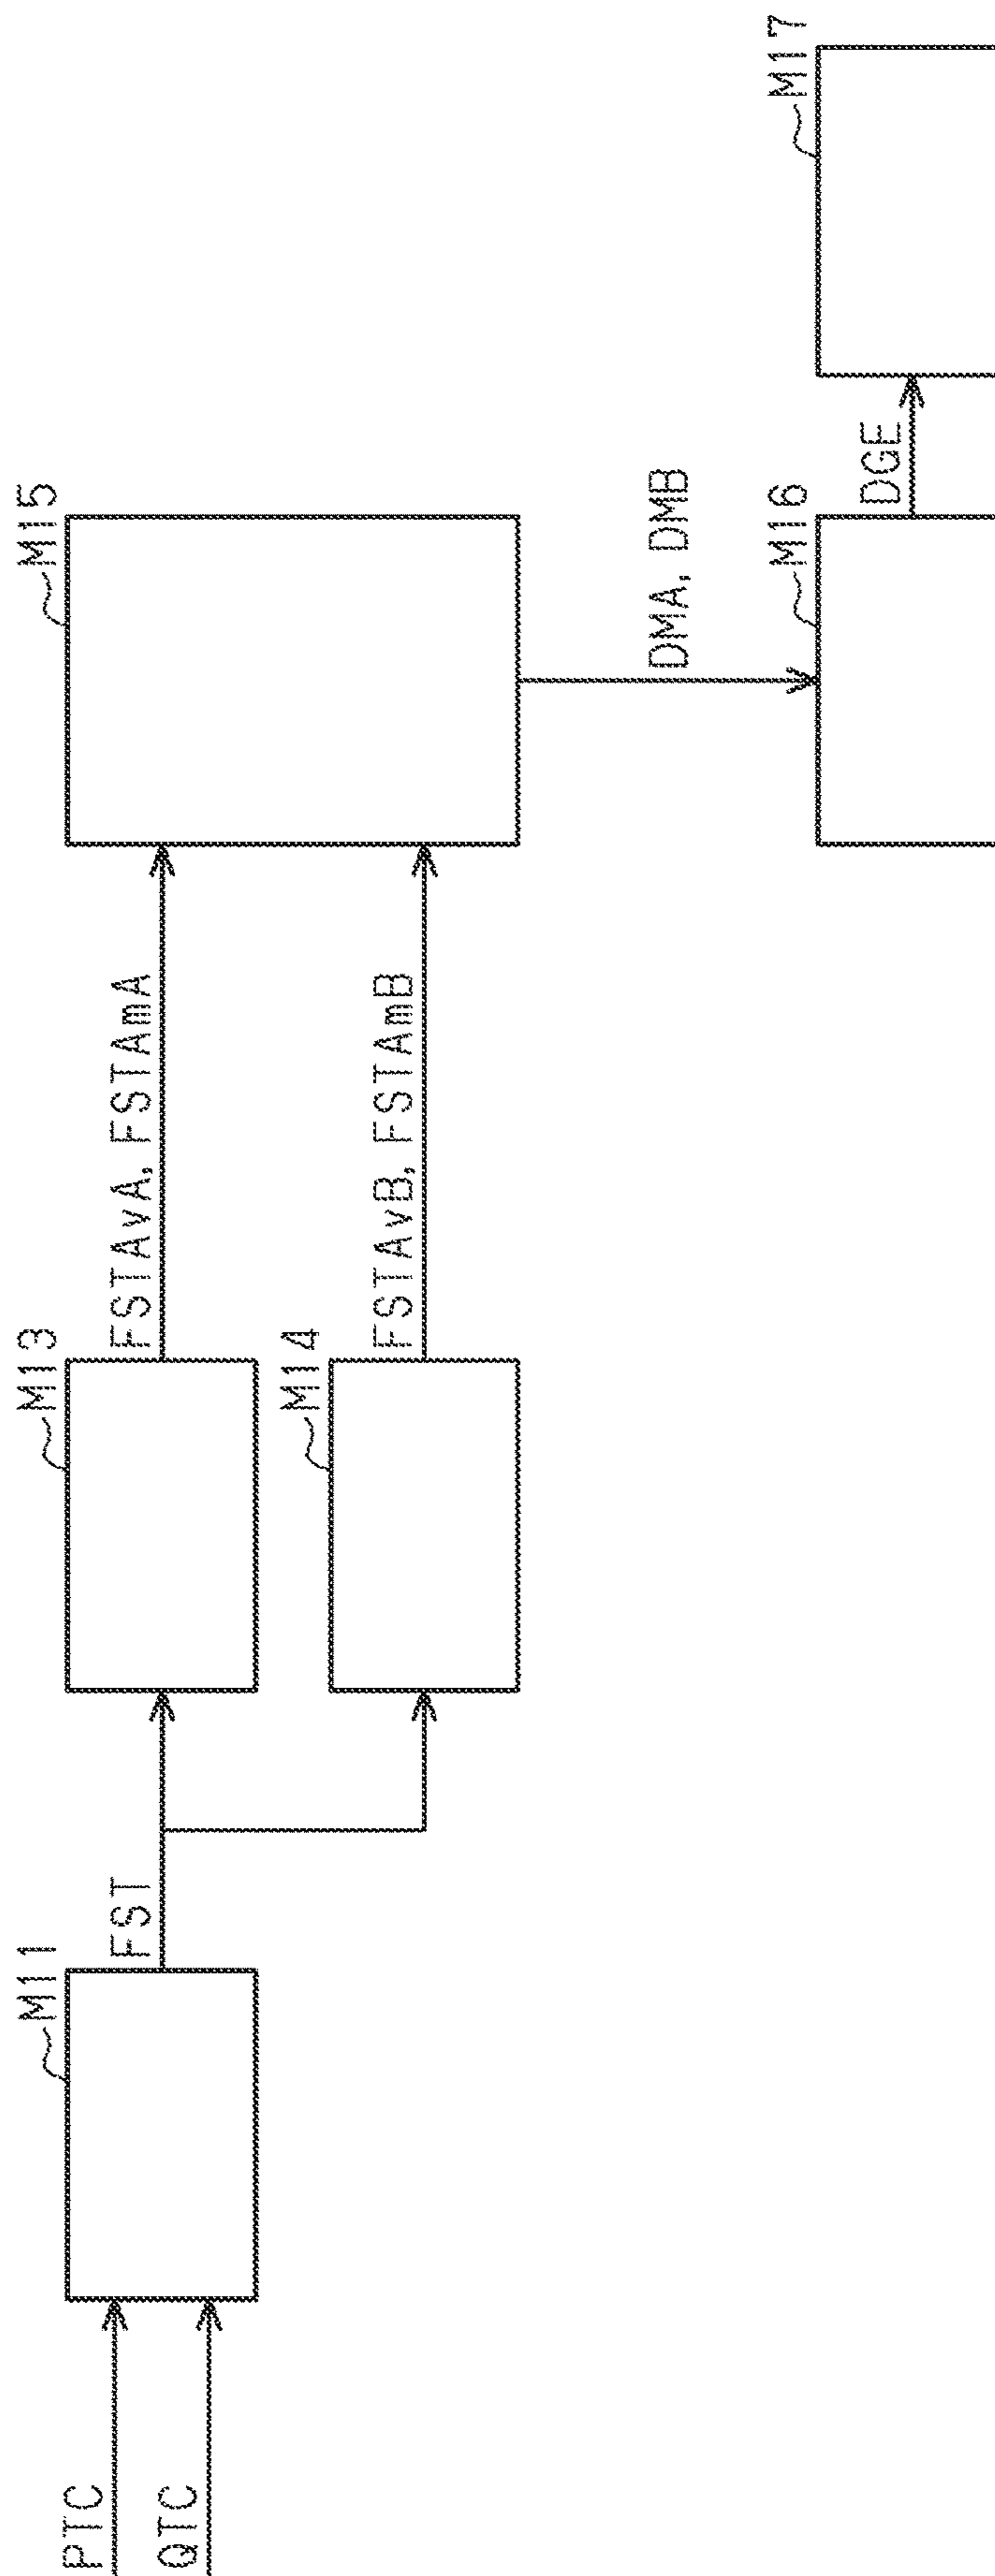 PTC
QTC
M11
FST
M13
M14
FSTAvA, FSTAmA
FSTAvB, FSTAmB
M15
DMA, DMB
M16
DGE
M17